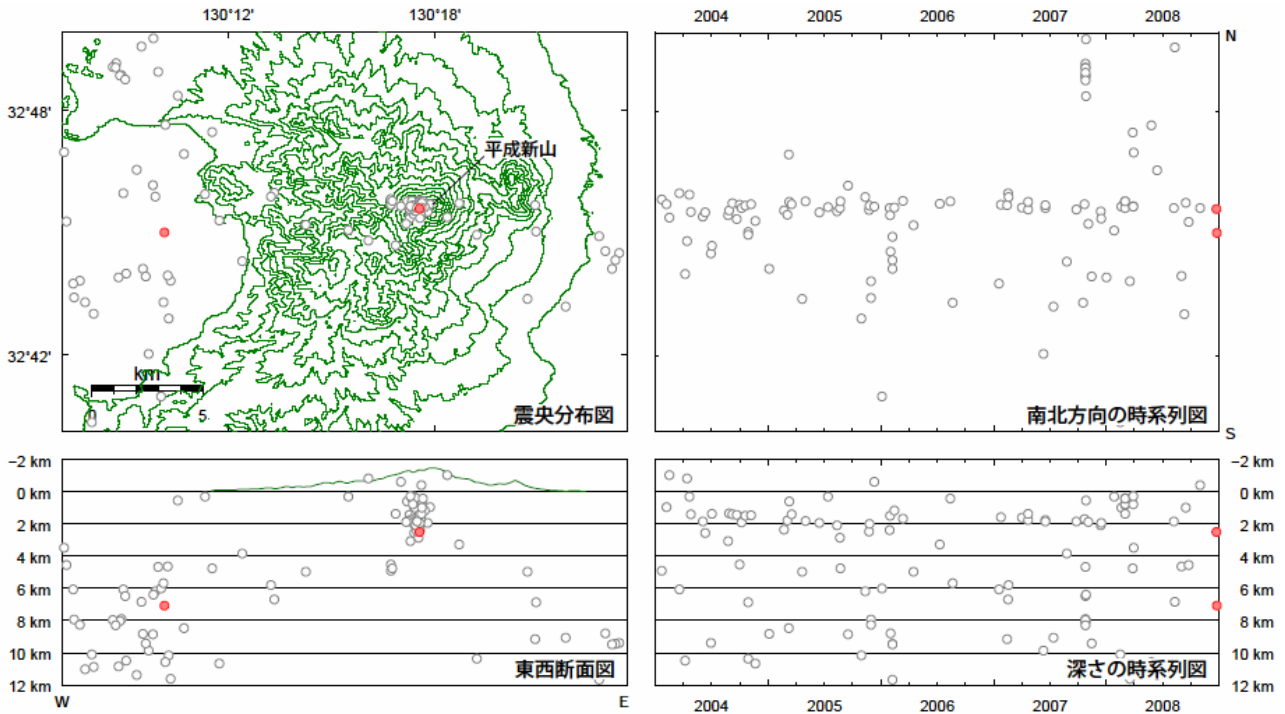 130°12' 130°18'
2004 2005 2006 2007 2008
N
32°48'
平成新山
32°42'
km
0 5
震央分布図
南北方向の時系列図
S
−2 km −2 km
0 km 0 km
2 km 2 km
4 km 4 km
6 km 6 km
8 km 8 km
10 km 東西断面図 深さの時系列図 10 km
12 km 12 km
W E
2004 2005 2006 2007 2008